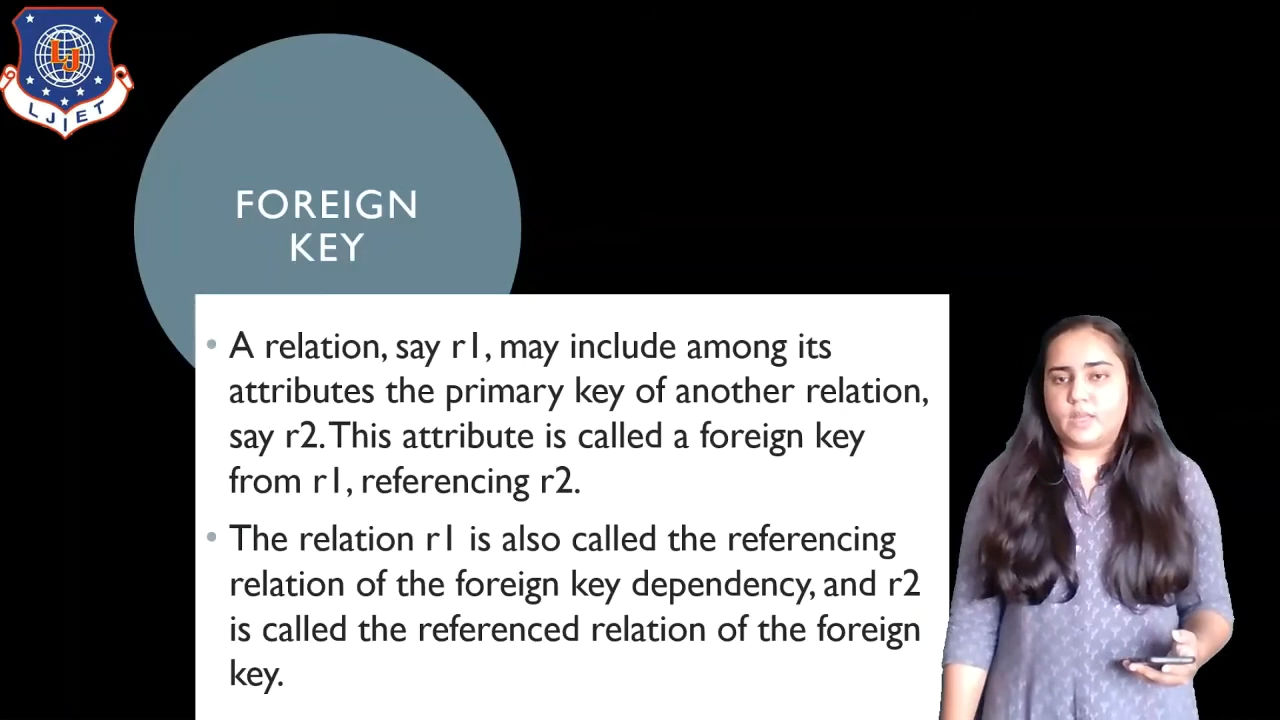 LJ
LJIET
FOREIGN
KEY
• A relation, say r1, may include among its
attributes the primary key of another relation,
say r2. This attribute is called a foreign key
from r1, referencing r2.
• The relation r1 is also called the referencing
relation of the foreign key dependency, and r2
is called the referenced relation of the foreign
key.